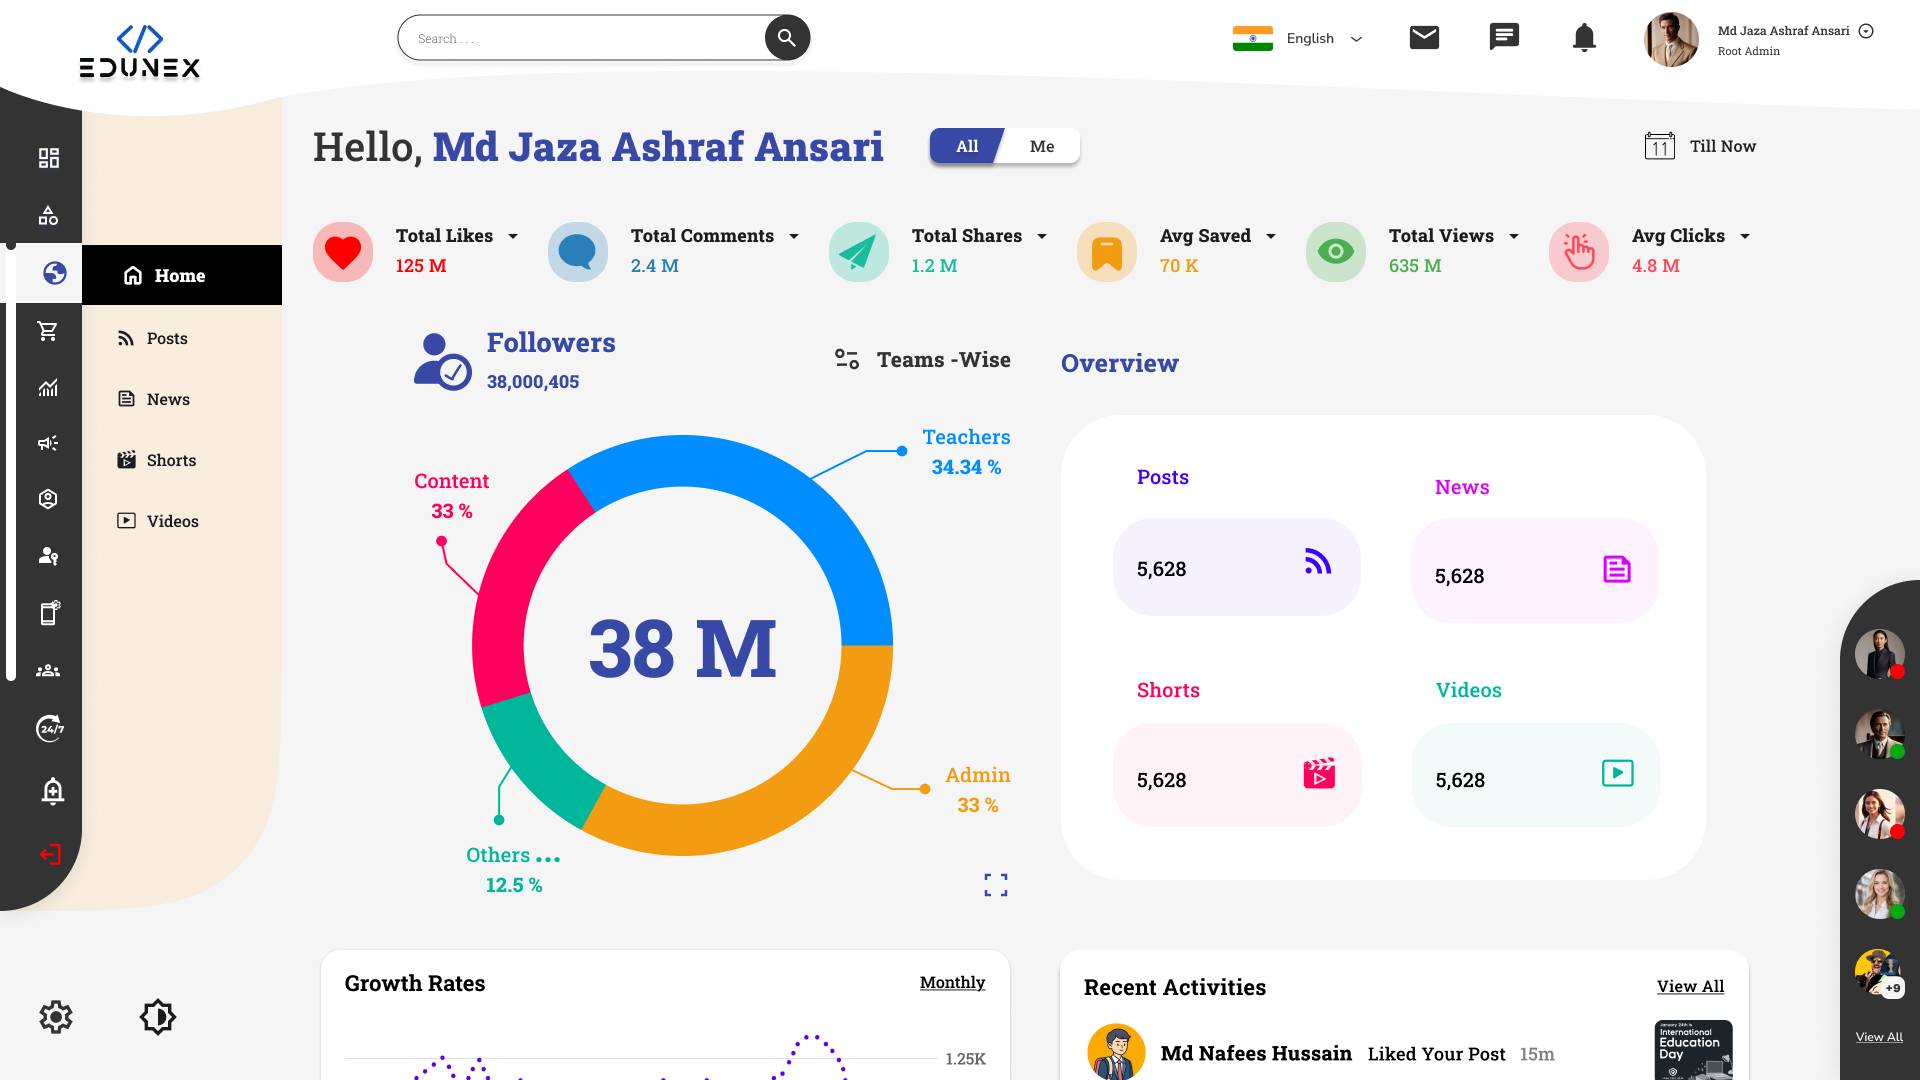 EDUNEX
Search . . . .
English
Md Jaza Ashraf Ansari
Root Admin
Hello, Md Jaza Ashraf Ansari
All
Me
11
Till Now
Total Likes
125 M
Total Comments
2.4 M
Total Shares
1.2 M
Avg Saved
70 K
Total Views
635 M
Avg Clicks
4.8 M
Home
Posts
News
Shorts
Videos
24/7
Followers
38,000,405
Teams -Wise
Teachers
34.34 %
Content
33 %
38 M
Admin
33 %
Others ...
12.5 %
Overview
Posts
5,628
News
5,628
Shorts
5,628
Videos
5,628
Growth Rates
Monthly
1.25K
Recent Activities
View All
Md Nafees Hussain Liked Your Post 15m
January 24th is
International
Education
Day
+9
View All